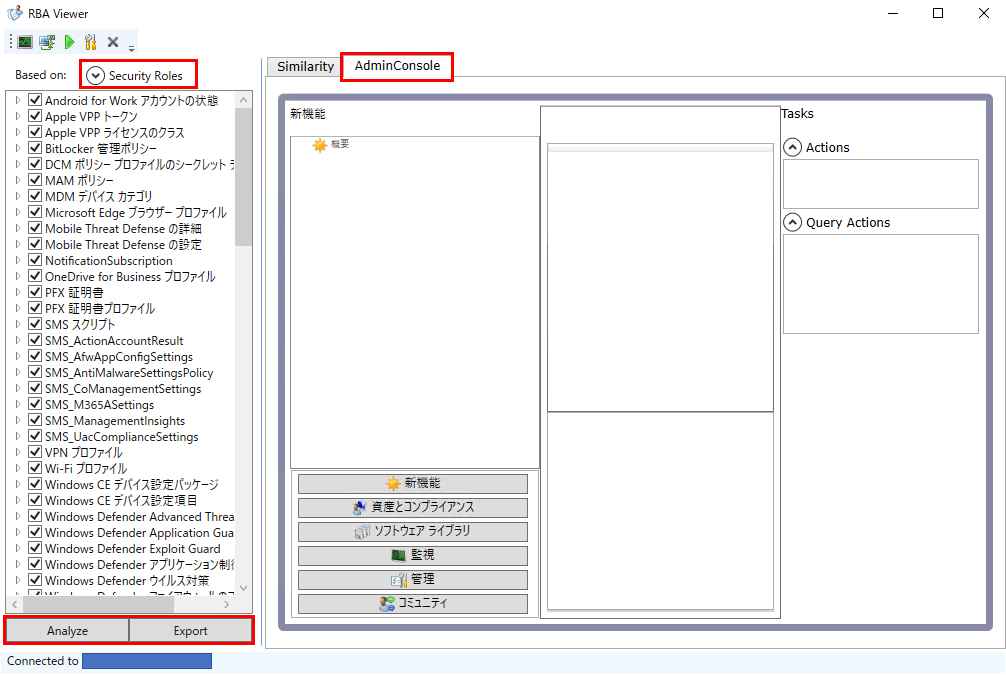 RBA Viewer
Based on:
Security Roles
Android for Work アカウントの状態
Apple VPP トークン
Apple VPP ライセンスのクラス
BitLocker 管理ポリシー
DCM ポリシー プロファイルのシークレット デ
MAM ポリシー
MDM デバイス カテゴリ
Microsoft Edge ブラウザー プロファイル
Mobile Threat Defense の詳細
Mobile Threat Defense の設定
NotificationSubscription
OneDrive for Business プロファイル
PFX 証明書
PFX 証明書プロファイル
SMS スクリプト
SMS_ActionAccountResult
SMS_AfwAppConfigSettings
SMS_AntiMalwareSettingsPolicy
SMS_CoManagementSettings
SMS_M365ASettings
SMS_ManagementInsights
SMS_UacComplianceSettings
VPN プロファイル
Wi-Fi プロファイル
Windows CE デバイス設定パッケージ
Windows CE デバイス設定項目
Windows Defender Advanced Threa
Windows Defender Application Gua
Windows Defender Exploit Guard
Windows Defender アプリケーション制御
Windows Defender ウイルス対策
Analyze
Export
Connected to
Similarity
AdminConsole
新機能
概要
新機能
資産とコンプライアンス
ソフトウェア ライブラリ
監視
管理
コミュニティ
Tasks
Actions
Query Actions